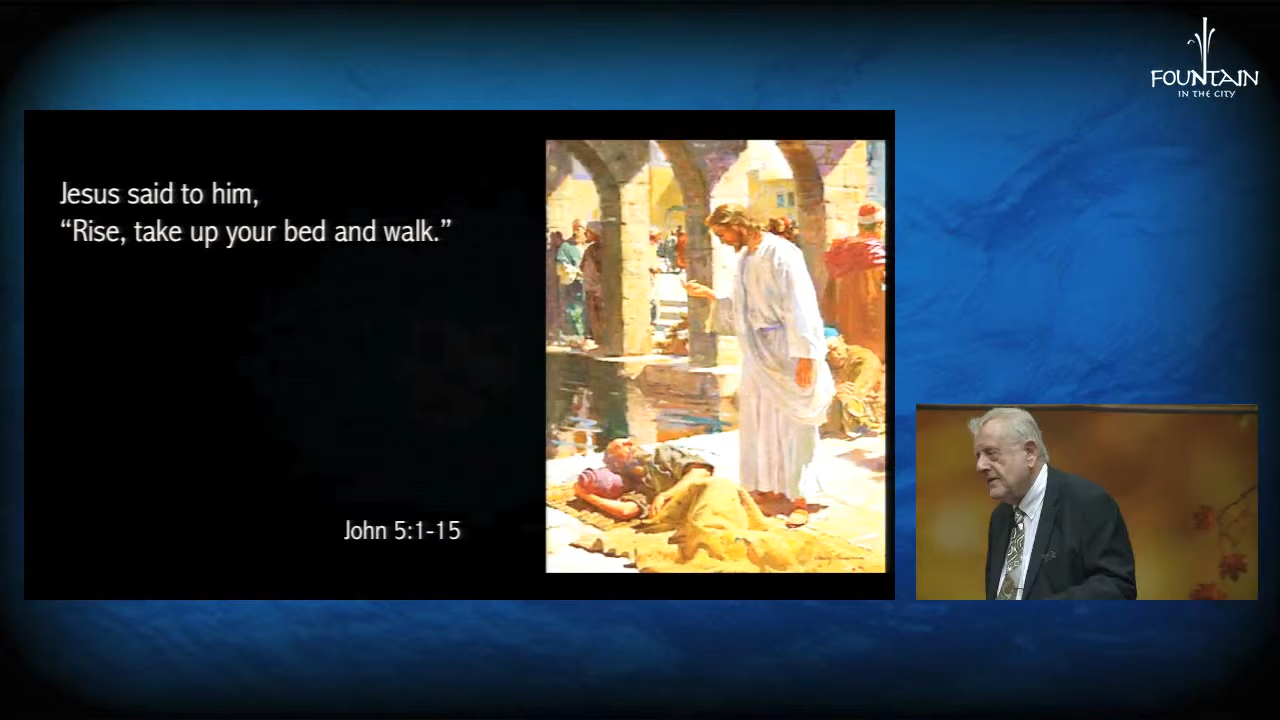 FOUNTAIN
IN THE CITY
Jesus said to him,
“Rise, take up your bed and walk.”
John 5:1-15